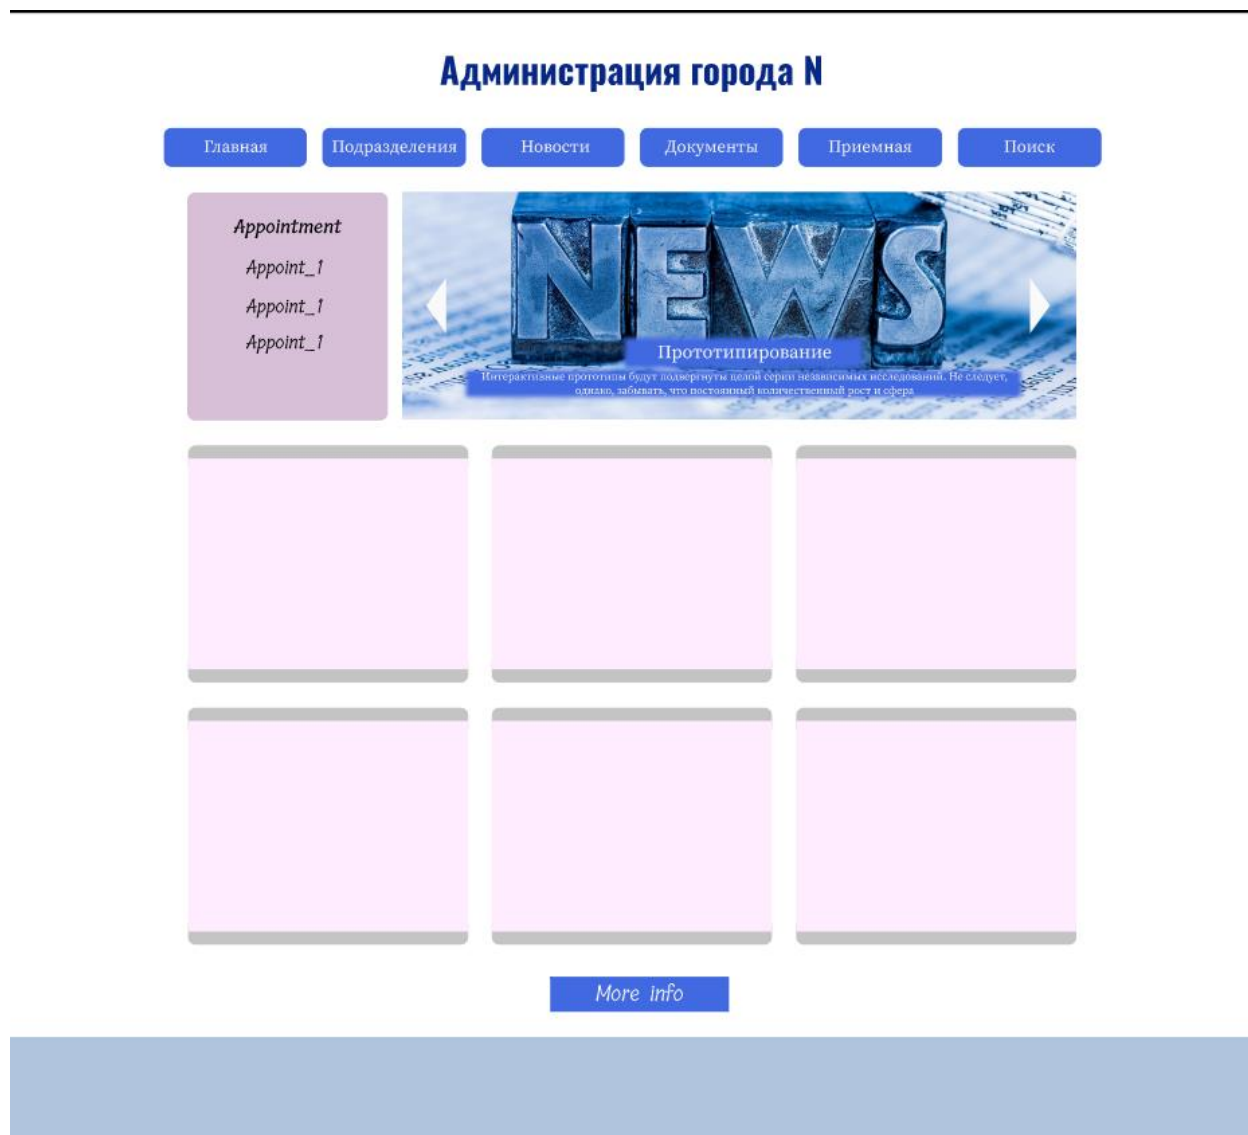 Администрация города N
Главная Подразделения Новости Документы Приемная Поиск
Appointment
Appoint_1
Appoint_1
Appoint_1
NEWS
Прототипирование
Интерактивные прототипы будут подвергнуты целой серии независимых исследований. Не следует,
однако, забывать, что постоянный количественный рост и сфера
More info